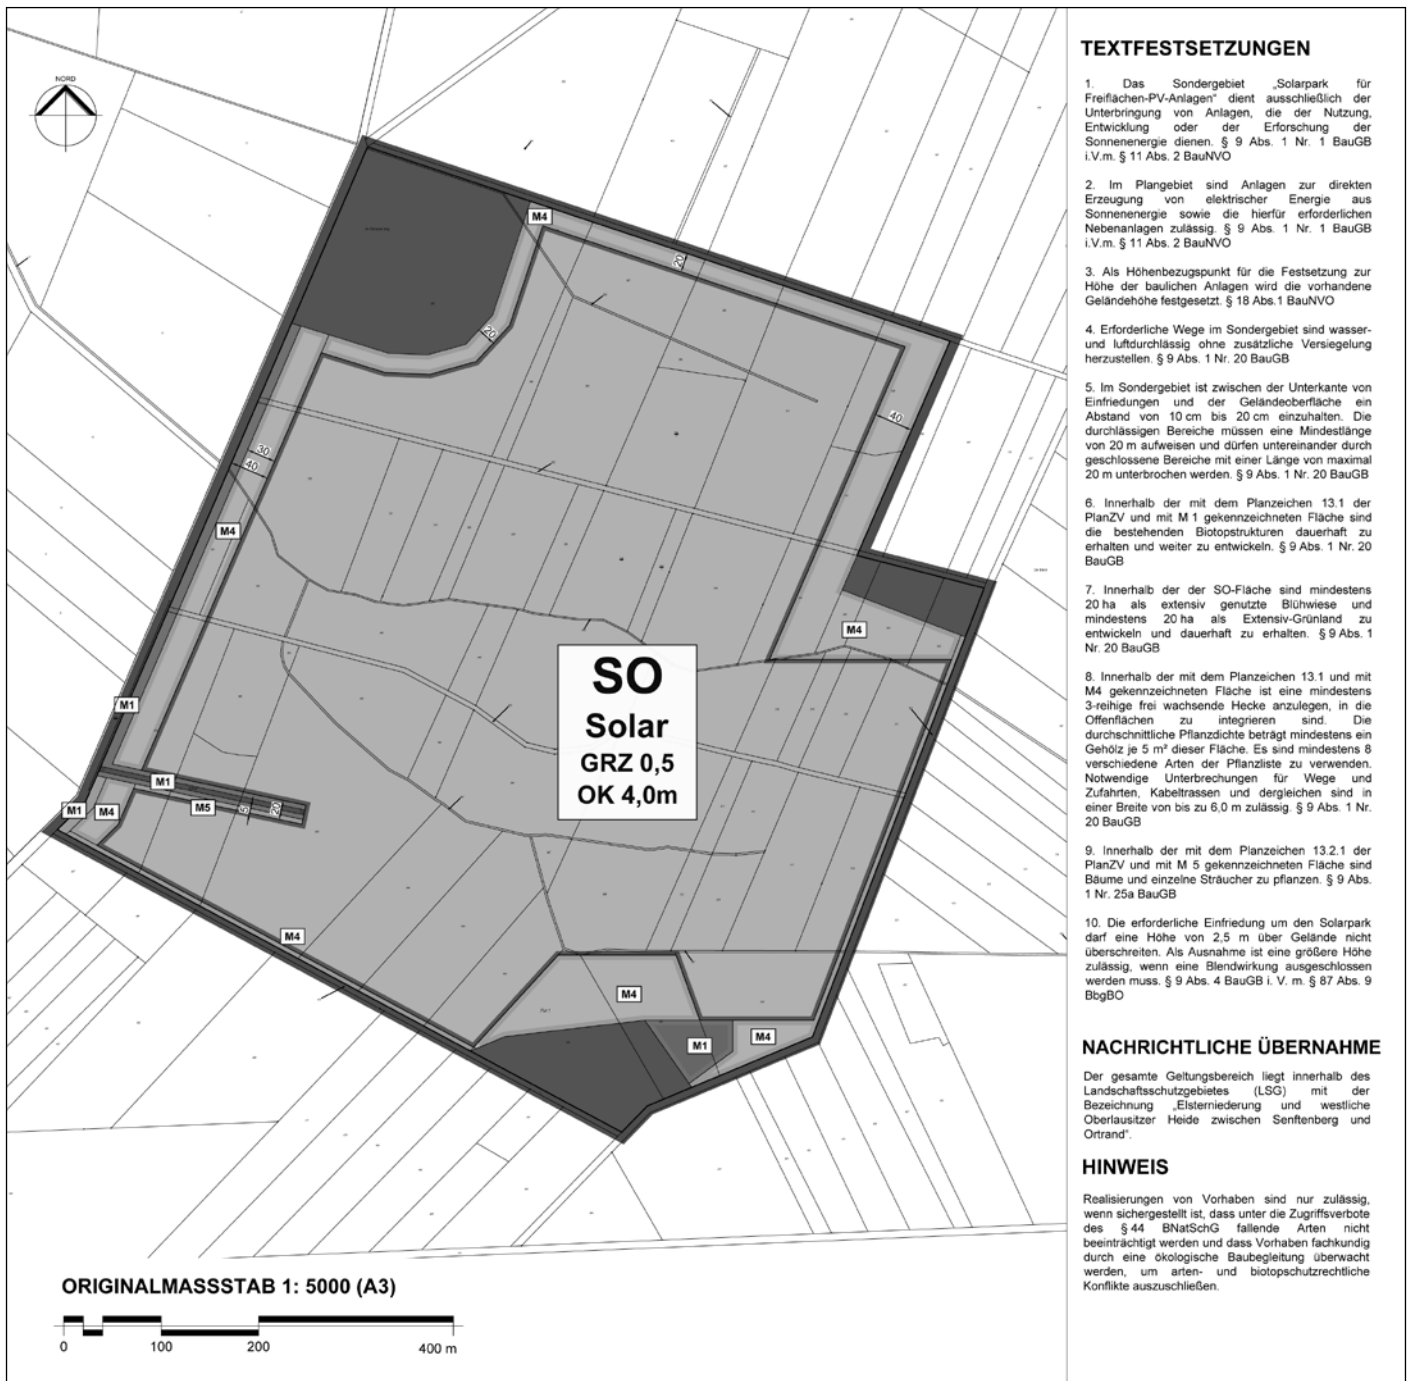 NORD
M4
20
20
40
30
40
M4
M4
M1
SO
Solar
GRZ 0,5
OK 4,0m
M1
M1
M4
M5
5
20
M4
M4
M1
M4
ORIGINALMASSSTAB 1: 5000 (A3)
0
100
200
400 m
TEXTFESTSETZUNGEN
1. Das Sondergebiet „Solarpark für
Freiflächen-PV-Anlagen“ dient ausschließlich der
Unterbringung von Anlagen, die der Nutzung,
Entwicklung oder der Erforschung der
Sonnenenergie dienen. § 9 Abs. 1 Nr. 1 BauGB
i.V.m. § 11 Abs. 2 BauNVO
2. Im Plangebiet sind Anlagen zur direkten
Erzeugung von elektrischer Energie aus
Sonnenenergie sowie die hierfür erforderlichen
Nebenanlagen zulässig. § 9 Abs. 1 Nr. 1 BauGB
i.V.m. § 11 Abs. 2 BauNVO
3. Als Höhenbezugspunkt für die Festsetzung zur
Höhe der baulichen Anlagen wird die vorhandene
Geländehöhe festgesetzt. § 18 Abs.1 BauNVO
4. Erforderliche Wege im Sondergebiet sind wasser-
und luftdurchlässig ohne zusätzliche Versiegelung
herzustellen. § 9 Abs. 1 Nr. 20 BauGB
5. Im Sondergebiet ist zwischen der Unterkante von
Einfriedungen und der Geländeoberfläche ein
Abstand von 10 cm bis 20 cm einzuhalten. Die
durchlässigen Bereiche müssen eine Mindestlänge
von 20 m aufweisen und dürfen untereinander durch
geschlossene Bereiche mit einer Länge von maximal
20 m unterbrochen werden. § 9 Abs. 1 Nr. 20 BauGB
6. Innerhalb der mit dem Planzeichen 13.1 der
PlanZV und mit M 1 gekennzeichneten Fläche sind
die bestehenden Biotopstrukturen dauerhaft zu
erhalten und weiter zu entwickeln. § 9 Abs. 1 Nr. 20
BauGB
7. Innerhalb der der SO-Fläche sind mindestens
20 ha als extensiv genutzte Blühwiese und
mindestens 20 ha als Extensiv-Grünland zu
entwickeln und dauerhaft zu erhalten. § 9 Abs. 1
Nr. 20 BauGB
8. Innerhalb der mit dem Planzeichen 13.1 und mit
M4 gekennzeichneten Fläche ist eine mindestens
3-reihige frei wachsende Hecke anzulegen, in die
Offenflächen zu integrieren sind. Die
durchschnittliche Pflanzdichte beträgt mindestens ein
Gehölz je 5 m² dieser Fläche. Es sind mindestens 8
verschiedene Arten der Pflanzliste zu verwenden.
Notwendige Unterbrechungen für Wege und
Zufahrten, Kabeltrassen und dergleichen sind in
einer Breite von bis zu 6,0 m zulässig. § 9 Abs. 1 Nr.
20 BauGB
9. Innerhalb der mit dem Planzeichen 13.2.1 der
PlanZV und mit M 5 gekennzeichneten Fläche sind
Bäume und einzelne Sträucher zu pflanzen. § 9 Abs.
1 Nr. 25a BauGB
10. Die erforderliche Einfriedung um den Solarpark
darf eine Höhe von 2,5 m über Gelände nicht
überschreiten. Als Ausnahme ist eine größere Höhe
zulässig, wenn eine Blendwirkung ausgeschlossen
werden muss. § 9 Abs. 4 BauGB i. V. m. § 87 Abs. 9
BbgBO
NACHRICHTLICHE ÜBERNAHME
Der gesamte Geltungsbereich liegt innerhalb des
Landschaftsschutzgebietes (LSG) mit der
Bezeichnung „Elsterniederung und westliche
Oberlausitzer Heide zwischen Senftenberg und
Ortrand“.
HINWEIS
Realisierungen von Vorhaben sind nur zulässig,
wenn sichergestellt ist, dass unter die Zugriffsverbote
des § 44 BNatSchG fallende Arten nicht
beeinträchtigt werden und dass Vorhaben fachkundig
durch eine ökologische Baubegleitung überwacht
werden, um arten- und biotopschutzrechtliche
Konflikte auszuschließen.